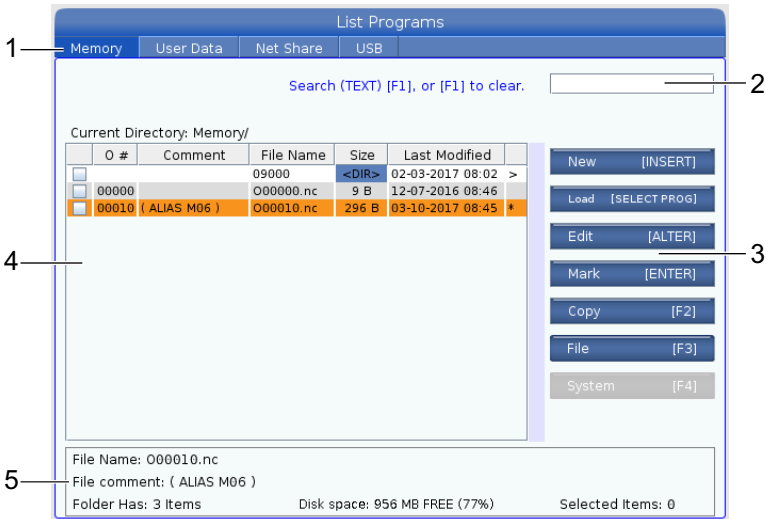 List Programs
1 Memory User Data Net Share USB
Search (TEXT) [F1], or [F1] to clear. 2
Current Directory: Memory/
O # Comment File Name Size Last Modified
09000 <DIR> 02-03-2017 08:02 >
00000 O00000.nc 9 B 12-07-2016 08:46
00010 ( ALIAS M06 ) O00010.nc 296 B 03-10-2017 08:45 *
New [INSERT]
Load [SELECT PROG]
Edit [ALTER]
3
Mark [ENTER]
Copy [F2]
File [F3]
System [F4]
4
File Name: O00010.nc
5 File comment: ( ALIAS M06 )
Folder Has: 3 Items Disk space: 956 MB FREE (77%) Selected Items: 0